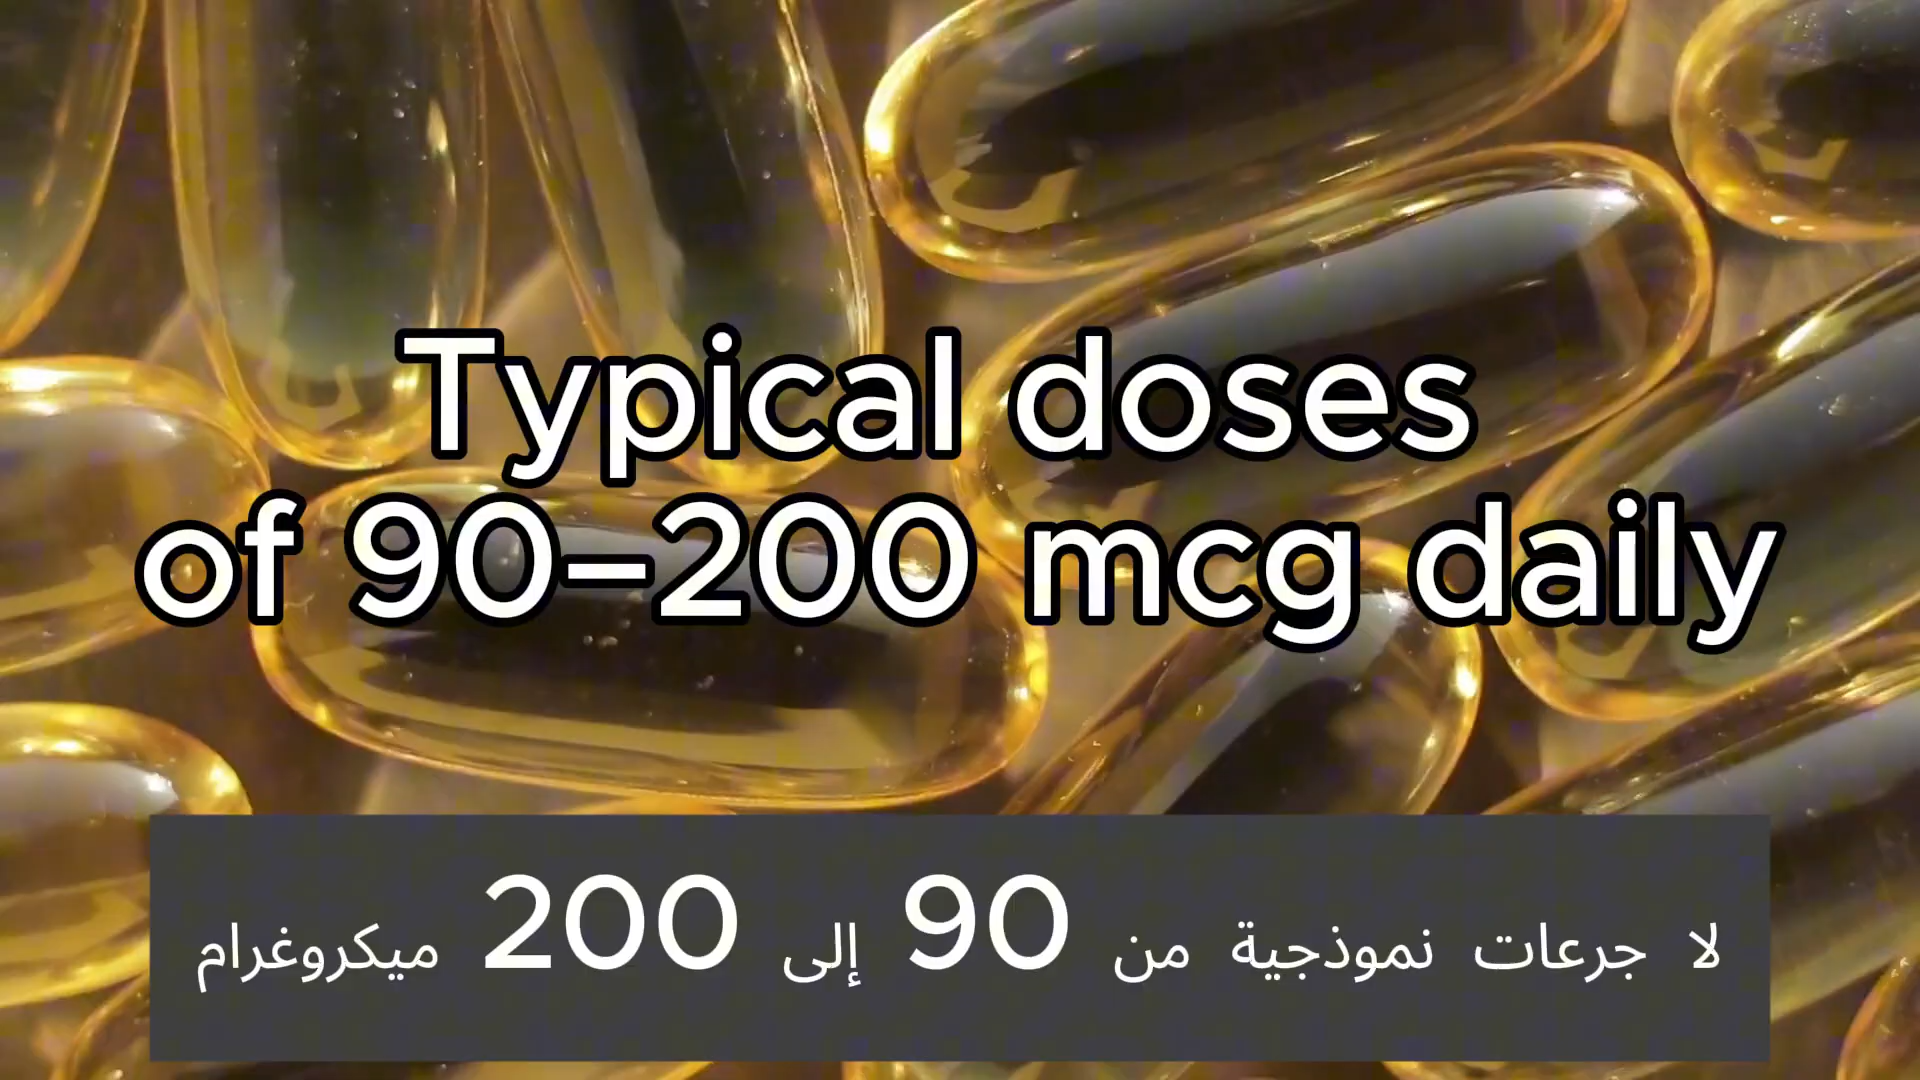 Typical doses
of 90–200 mcg daily
لا جرعات نموذجية من 90 إلى 200 ميكروغرام